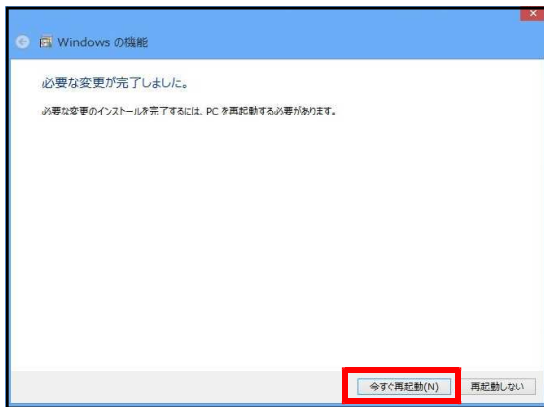 Windows の機能
必要な変更が完了しました。
必要な変更のインストールを完了するには、PC を再起動する必要があります。
今すぐ再起動(N)
再起動しない